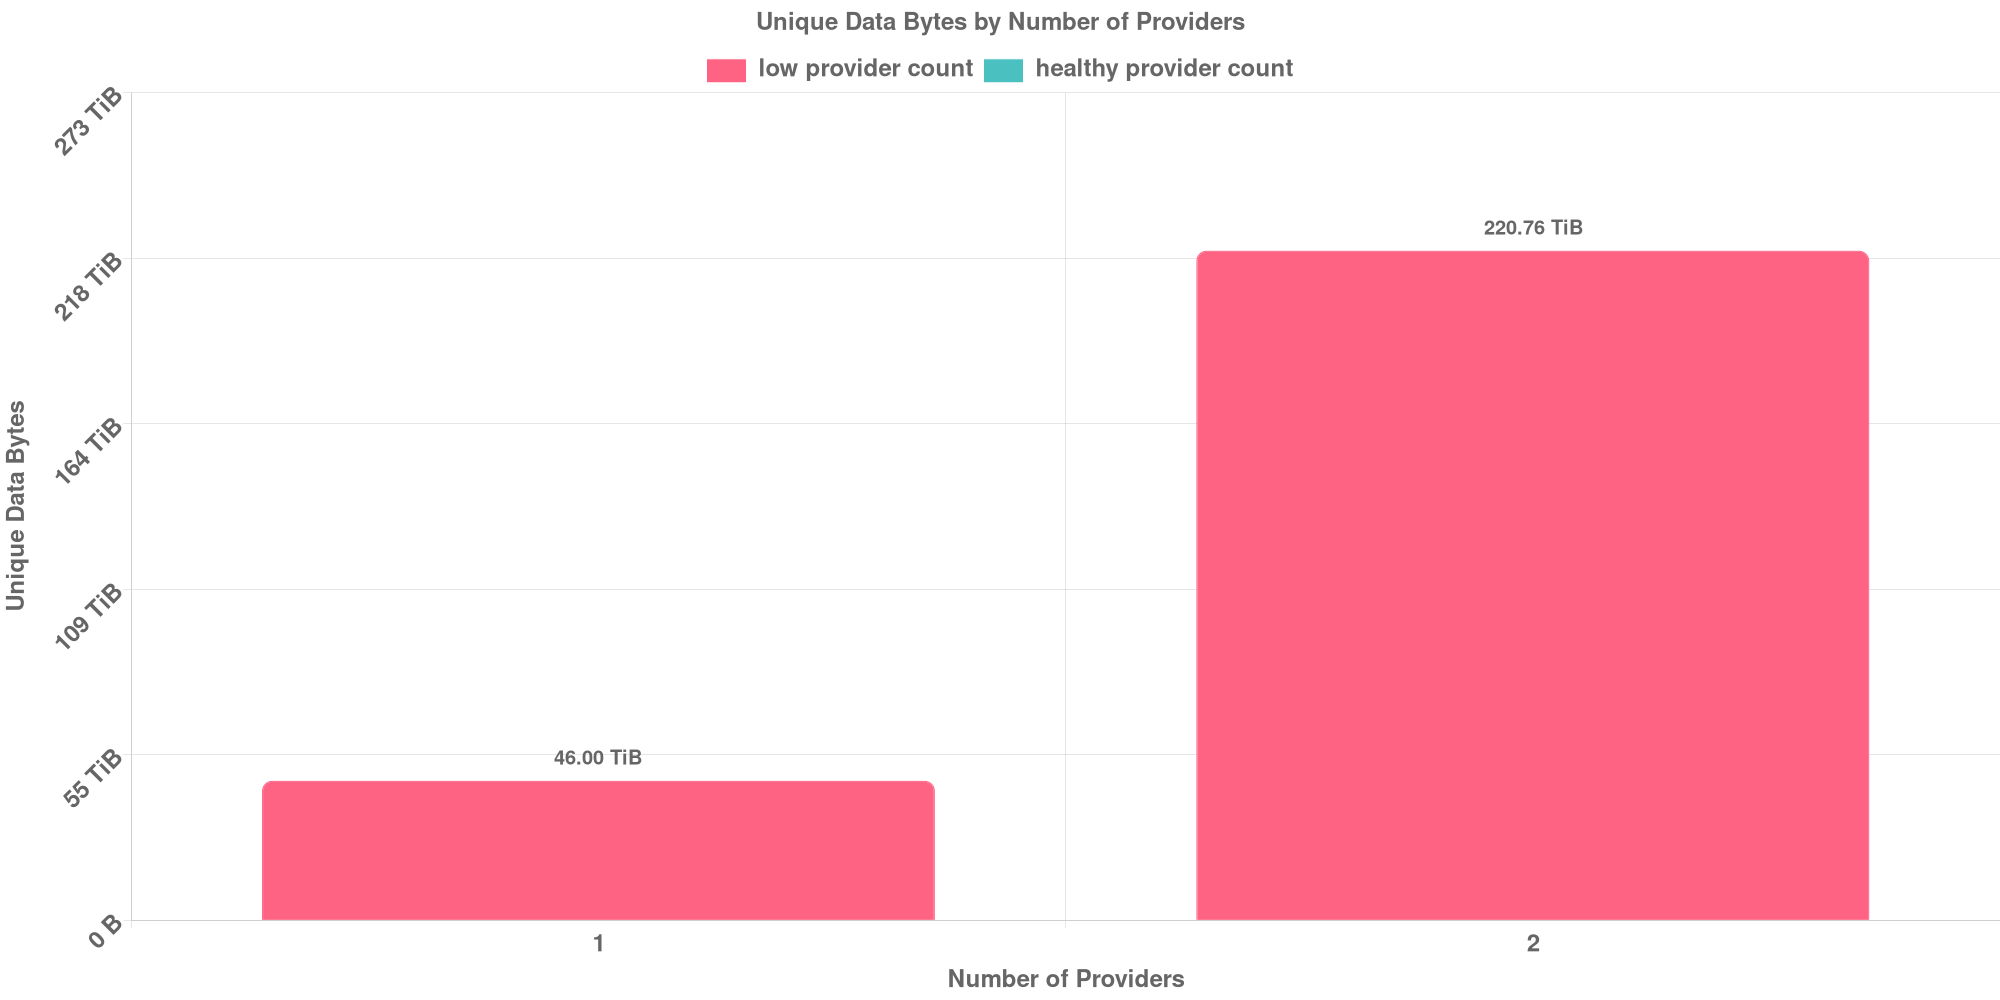 Unique Data Bytes by Number of Providers
low provider count
healthy provider count
273 TiB
218 TiB
164 TiB
109 TiB
55 TiB
0 B
Unique Data Bytes
220.76 TiB
46.00 TiB
1
2
Number of Providers